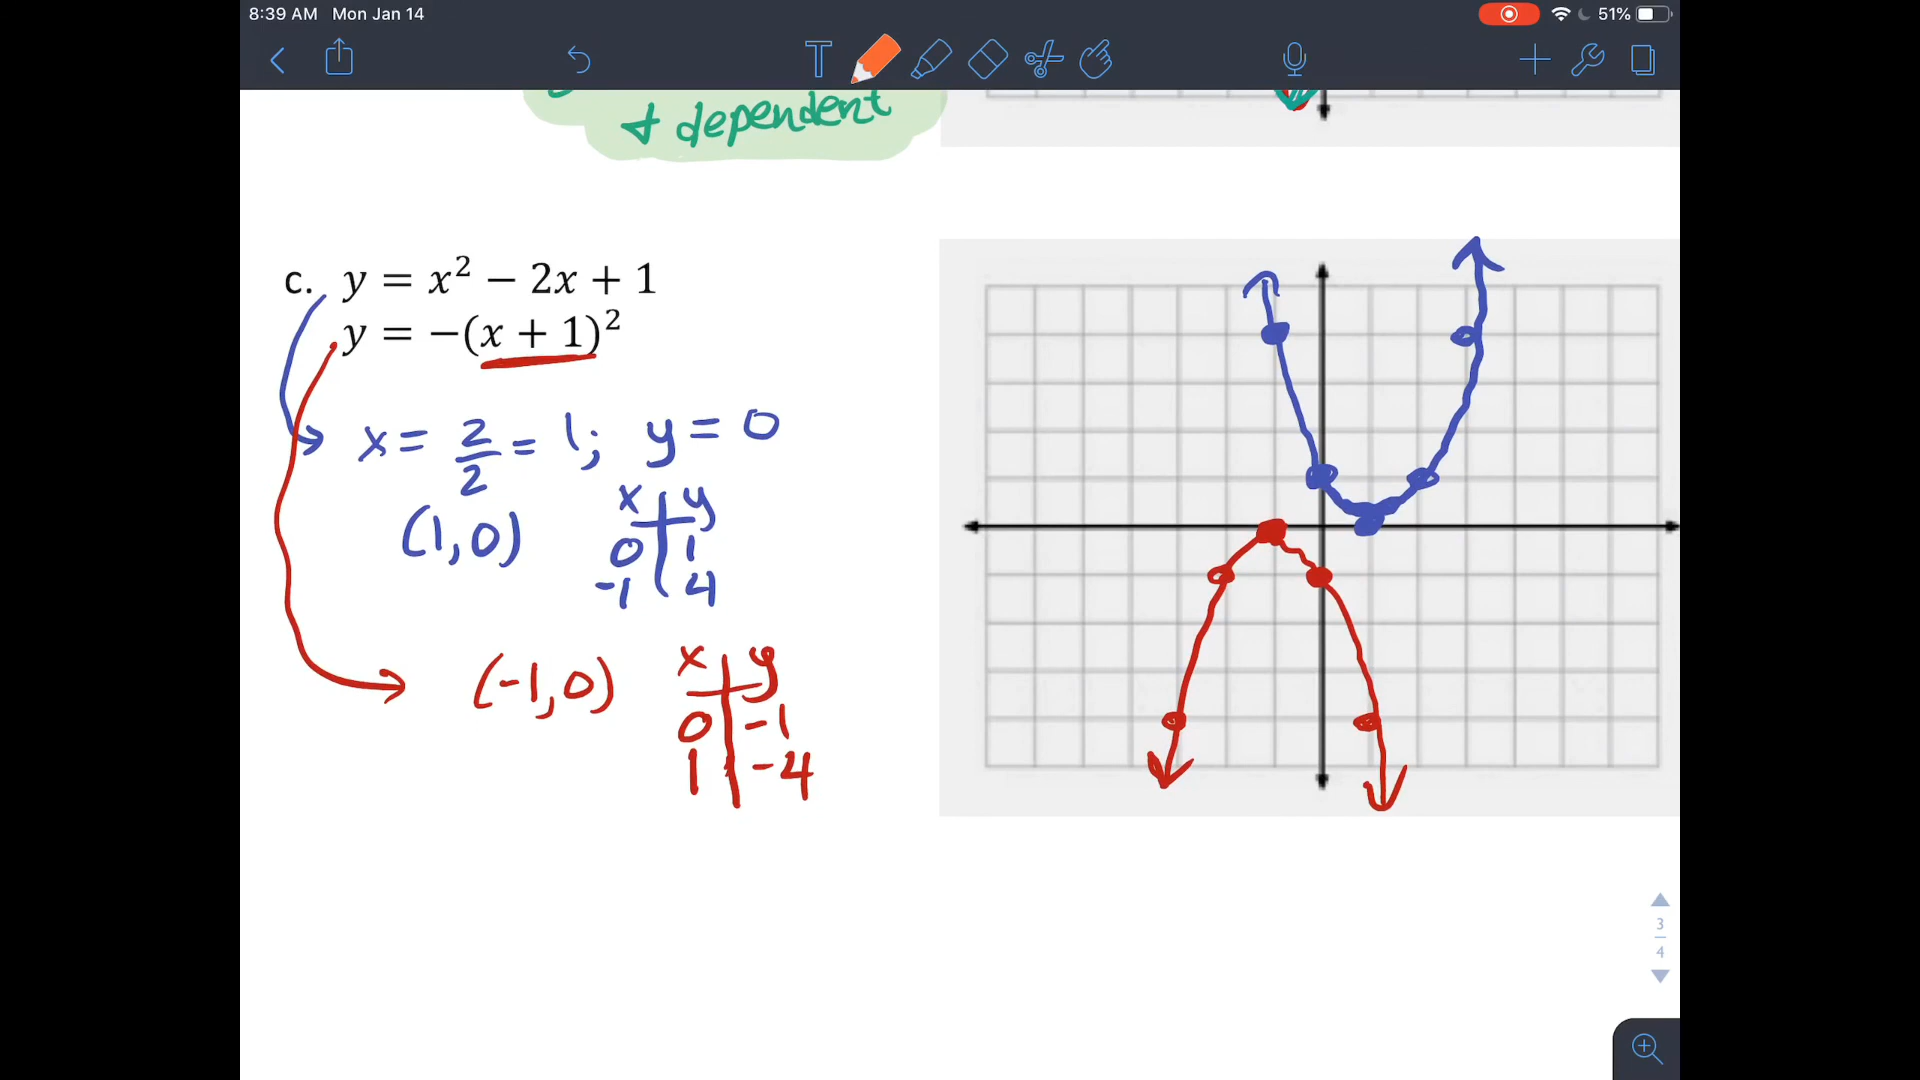 8:39 AM Mon Jan 14
51%
T
& dependent
c. y = x² − 2x + 1
y = −(x + 1)²
x = 2/2 = 1; y = 0
(1,0)
x y
0 1
-1 4
(-1,0)
x y
0 -1
1 -4
3
4